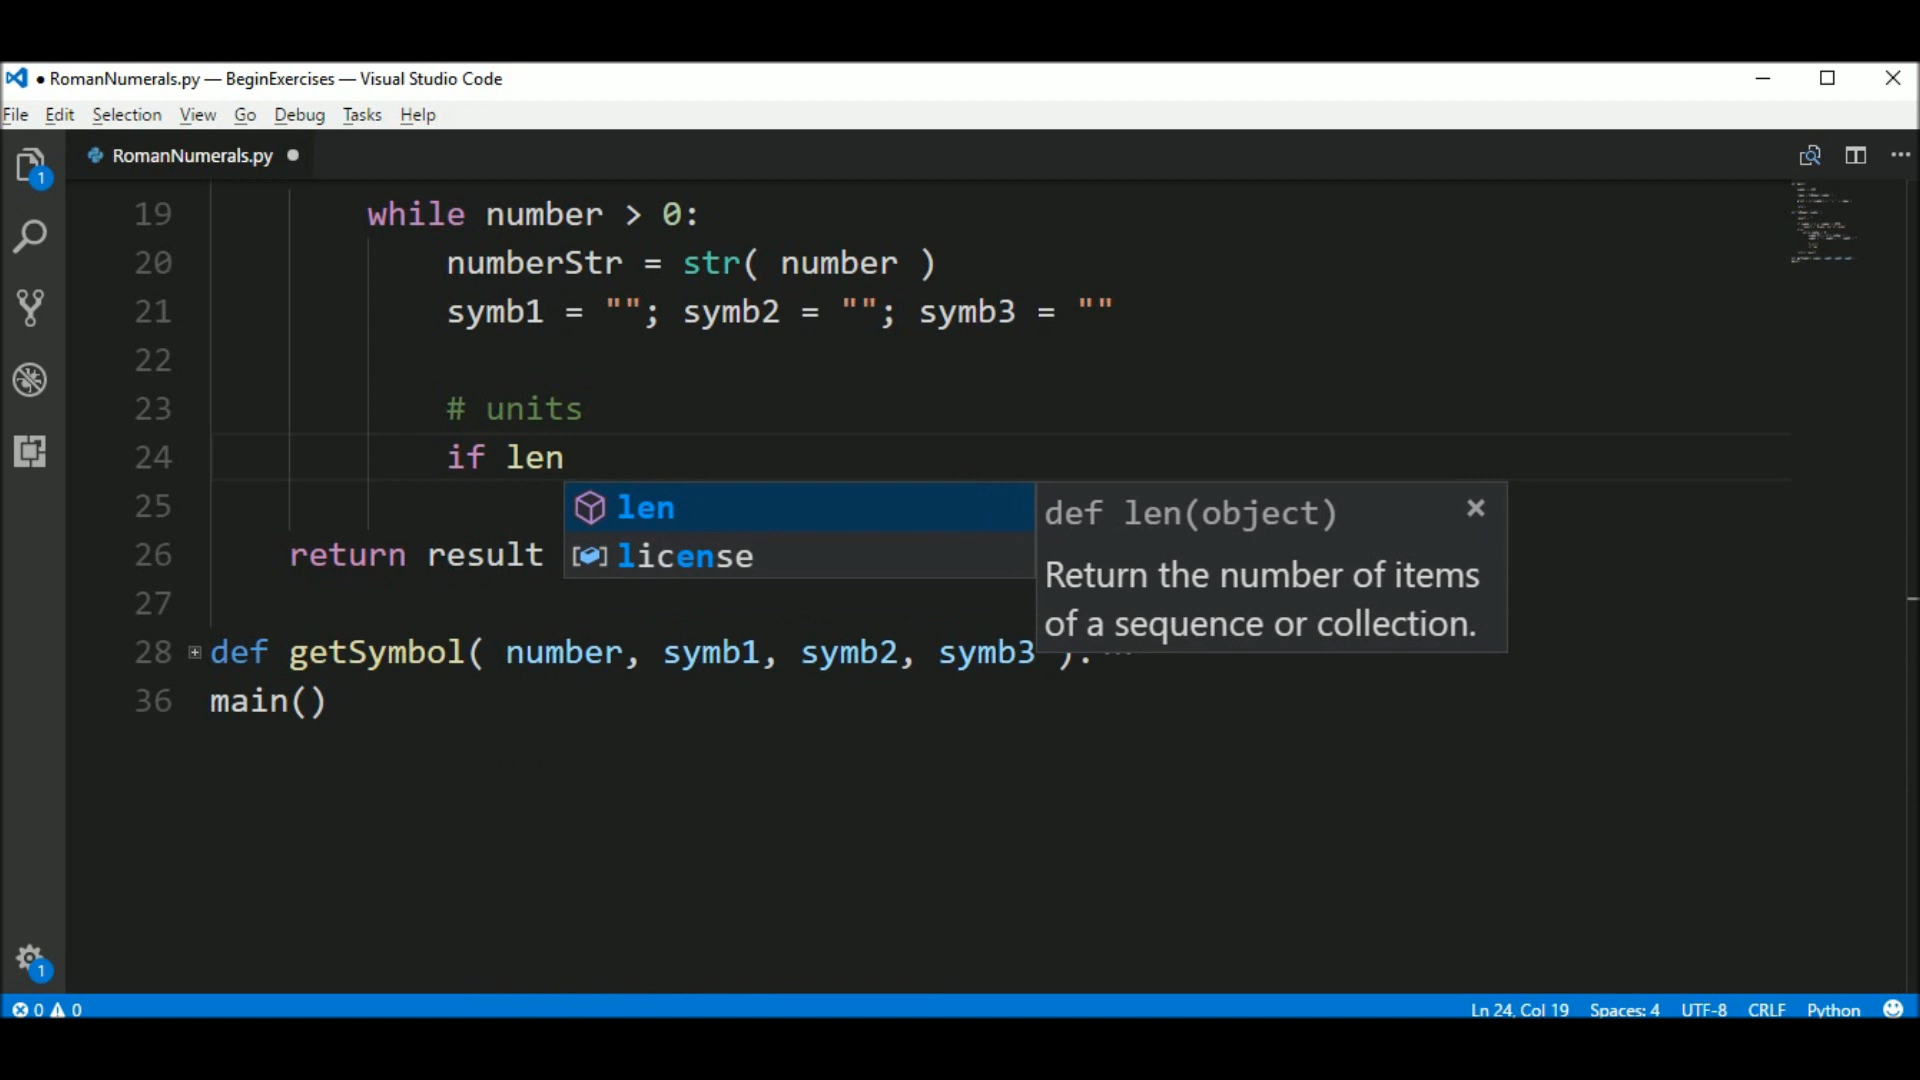 ● RomanNumerals.py — BeginExercises — Visual Studio Code
File Edit Selection View Go Debug Tasks Help
RomanNumerals.py ●
1
19 while number > 0:
20 numberStr = str( number )
21 symb1 = ""; symb2 = ""; symb3 = ""
22
23 # units
24 if len
25
len
license
def len(object)
Return the number of items
of a sequence or collection.
26 return result
27
28 def getSymbol( number, symb1, symb2, symb3 ):
36 main()
1
0 0 Ln 24, Col 19 Spaces: 4 UTF-8 CRLF Python